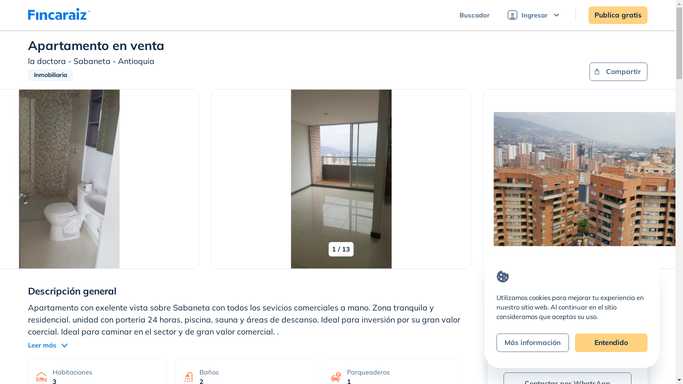 Fincaraiz
Buscador
Ingresar
Publica gratis
Apartamento en venta
la doctora - Sabaneta - Antioquia
Inmobiliaria
Compartir
1 / 13
Descripción general
Apartamento con exelente vista sobre Sabaneta con todos los sevicios comerciales a mano. Zona tranquila y
residencial. unidad con porteria 24 horas, piscina, sauna y áreas de descanso. Ideal para inversión por su gran valor
coercial. Ideal para caminar en el sector y de gran valor comercial. .
Leer más
Habitaciones
3
Baños
2
Parqueaderos
1
Utilizamos cookies para mejorar tu experiencia en
nuestro sitio web. Al continuar en el sitio
consideramos que aceptas su uso.
Más información
Entendido
Contactar por WhatsApp